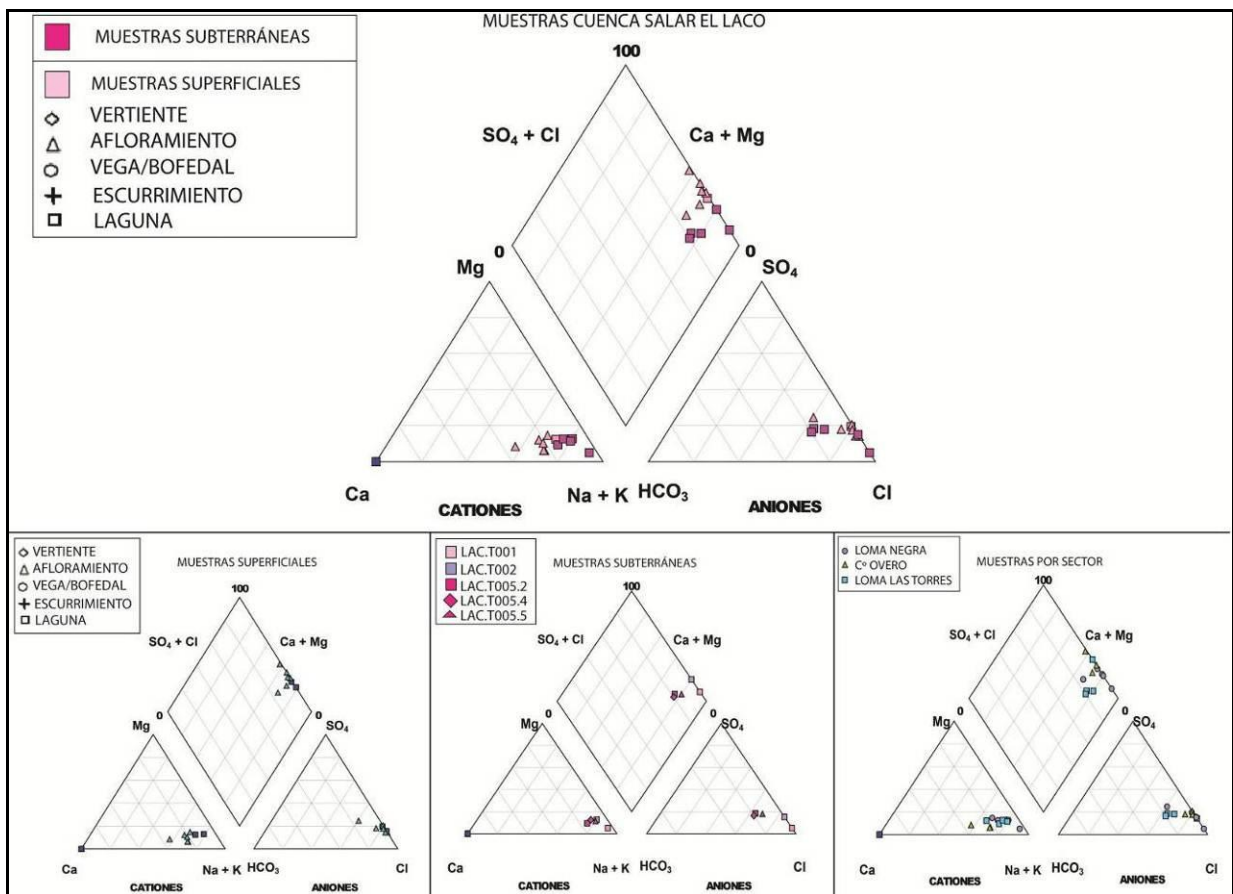 MUESTRAS CUENCA SALAR EL LACO
MUESTRAS SUBTERRÁNEAS
MUESTRAS SUPERFICIALES
VERTIENTE
AFLORAMIENTO
VEGA/BOFEDAL
ESCURRIMIENTO
LAGUNA
100
SO₄ + Cl
Ca + Mg
0
0
Mg
SO₄
Ca
Na + K
HCO₃
Cl
CATIONES
ANIONES
VERTIENTE
AFLORAMIENTO
VEGA/BOFEDAL
ESCURRIMIENTO
LAGUNA
MUESTRAS SUPERFICIALES
100
SO₄ + Cl
Ca + Mg
0
0
Mg
SO₄
Ca
Na + K
HCO₃
Cl
CATIONES
ANIONES
LAC.T001
LAC.T002
LAC.T005.2
LAC.T005.4
LAC.T005.5
MUESTRAS SUBTERRÁNEAS
100
SO₄ + Cl
Ca + Mg
0
0
Mg
SO₄
Ca
Na + K
HCO₃
Cl
CATIONES
ANIONES
LOMA NEGRA
Cº OVERO
LOMA LAS TORRES
MUESTRAS POR SECTOR
100
SO₄ + Cl
Ca + Mg
0
0
Mg
SO₄
Ca
Na + K
HCO₃
Cl
CATIONES
ANIONES